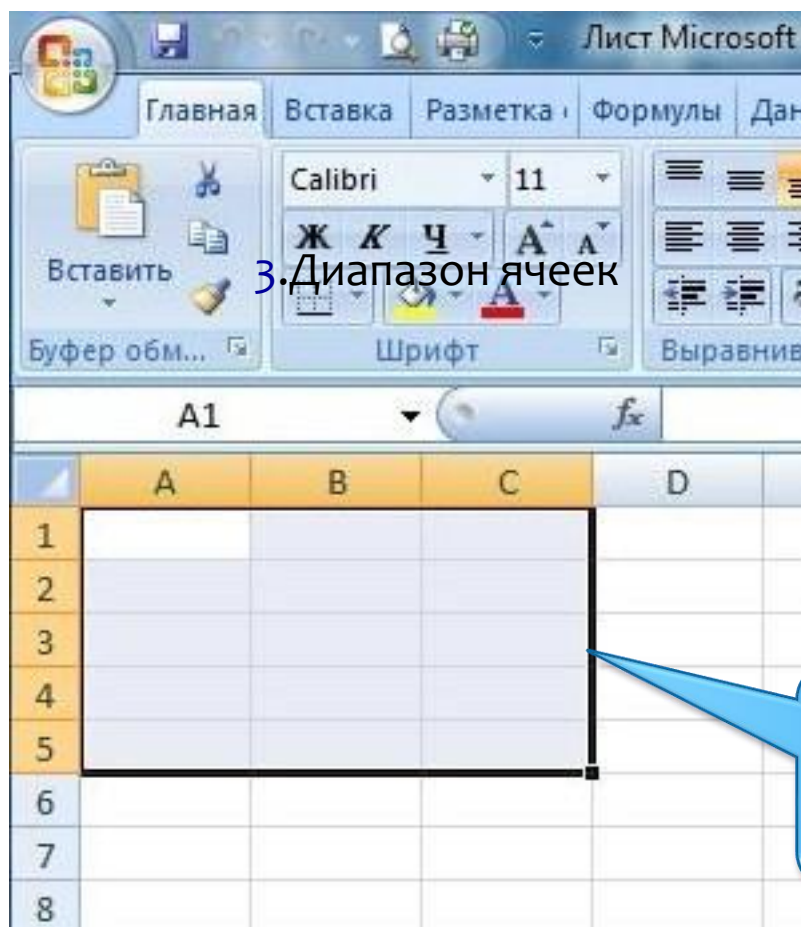 Лист Microsoft
Главная Вставка Разметка Формулы Дан
Calibri 11
Ж К Ч A A
Вставить
3.Диапазон ячеек
A
Буфер обм... Шрифт Выравнив
A1 fx
A B C D
1
2
3
4
5
6
7
8